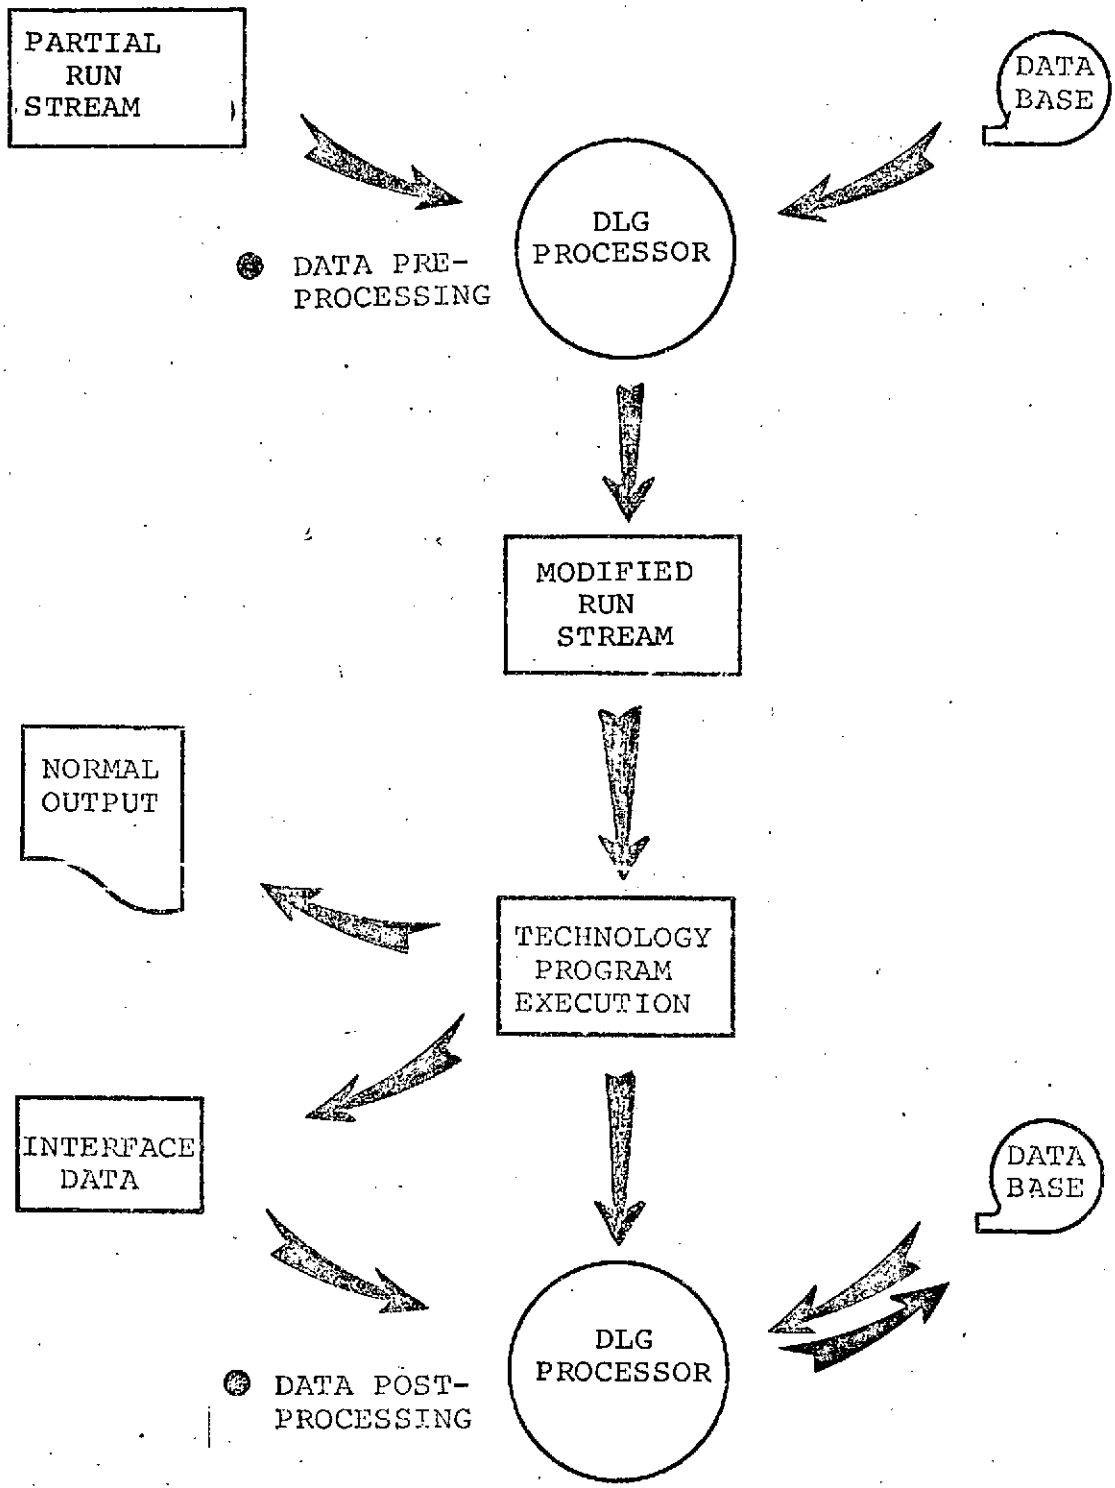 PARTIAL
RUN
STREAM
DATA
BASE
DLG
PROCESSOR
DATA PRE-
PROCESSING
MODIFIED
RUN
STREAM
NORMAL
OUTPUT
TECHNOLOGY
PROGRAM
EXECUTION
INTERFACE
DATA
DATA
BASE
DLG
PROCESSOR
DATA POST-
PROCESSING